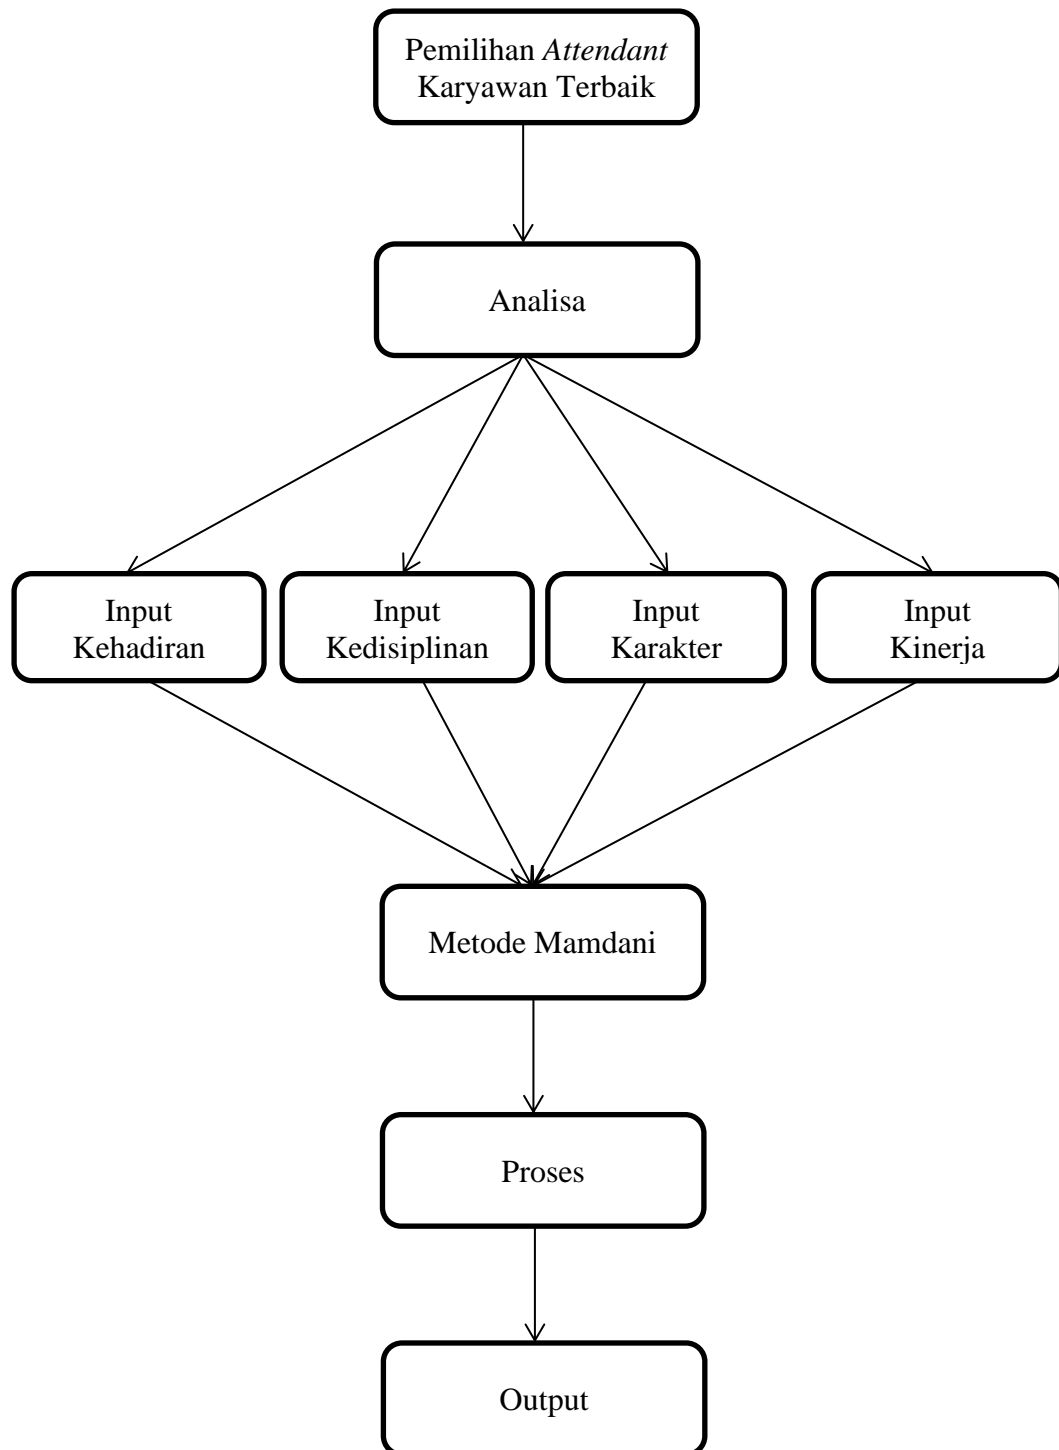 Pemilihan Attendant
Karyawan Terbaik
Analisa
Input
Kehadiran
Input
Kedisiplinan
Input
Karakter
Input
Kinerja
Metode Mamdani
Proses
Output